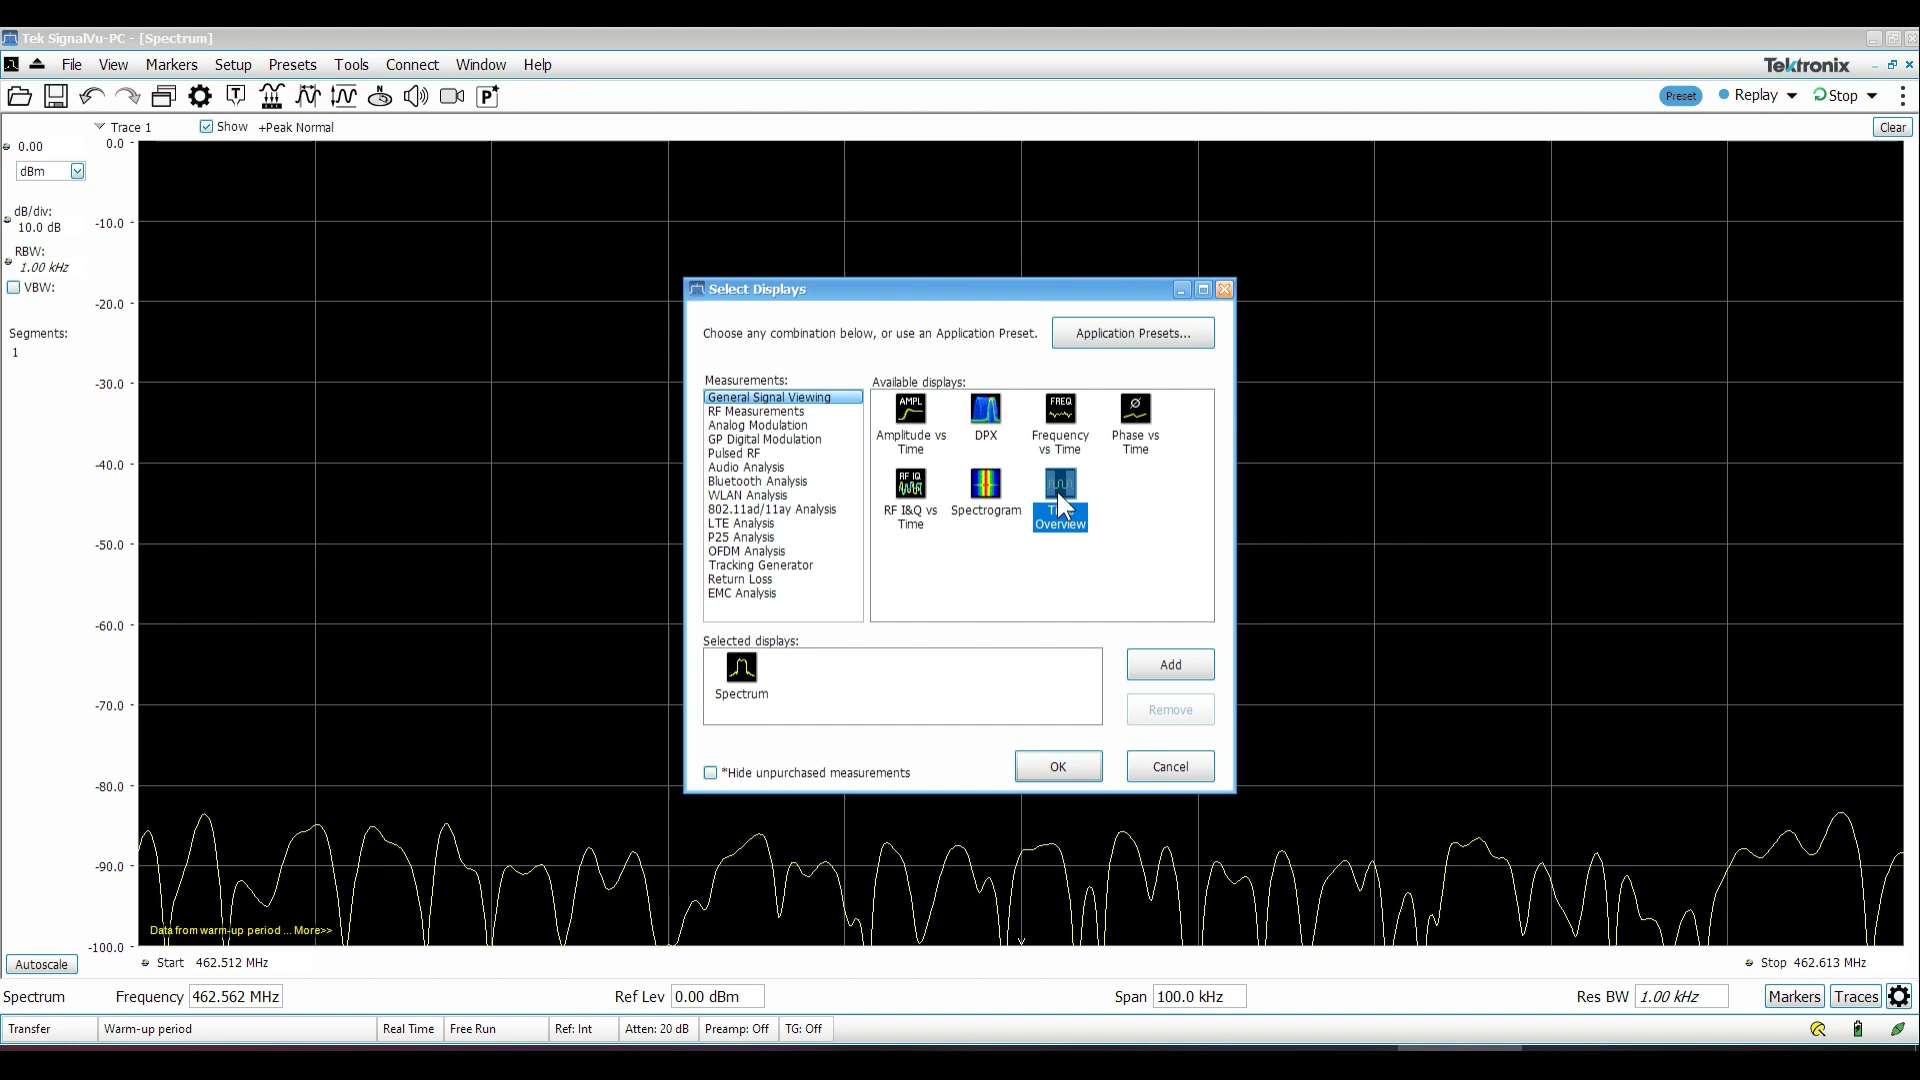 Tek SignalVu-PC - [Spectrum]
File View Markers Setup Presets Tools Connect Window Help
Tektronix
T
N
P
Preset
Replay
Stop
Trace 1
Show
+Peak Normal
Clear
0.00
dBm
dB/div:
10.0 dB
RBW:
1.00 kHz
VBW:
Segments:
1
0.0
-10.0
-20.0
-30.0
-40.0
-50.0
-60.0
-70.0
-80.0
-90.0
-100.0
Select Displays
Choose any combination below, or use an Application Preset.
Application Presets...
Measurements:
General Signal Viewing
RF Measurements
Analog Modulation
GP Digital Modulation
Pulsed RF
Audio Analysis
Bluetooth Analysis
WLAN Analysis
802.11ad/11ay Analysis
LTE Analysis
P25 Analysis
OFDM Analysis
Tracking Generator
Return Loss
EMC Analysis
Available displays:
AMPL
Amplitude vs
Time
DPX
FREQ
Frequency
vs Time
Ø
Phase vs
Time
RF IQ
RF I&Q vs
Time
Spectrogram
Overview
Selected displays:
Spectrum
Add
Remove
*Hide unpurchased measurements
OK
Cancel
Data from warm-up period ... More>>
Autoscale
Start 462.512 MHz
Stop 462.613 MHz
Spectrum
Frequency 462.562 MHz
Ref Lev 0.00 dBm
Span 100.0 kHz
Res BW 1.00 kHz
Markers
Traces
Transfer
Warm-up period
Real Time
Free Run
Ref: Int
Atten: 20 dB
Preamp: Off
TG: Off